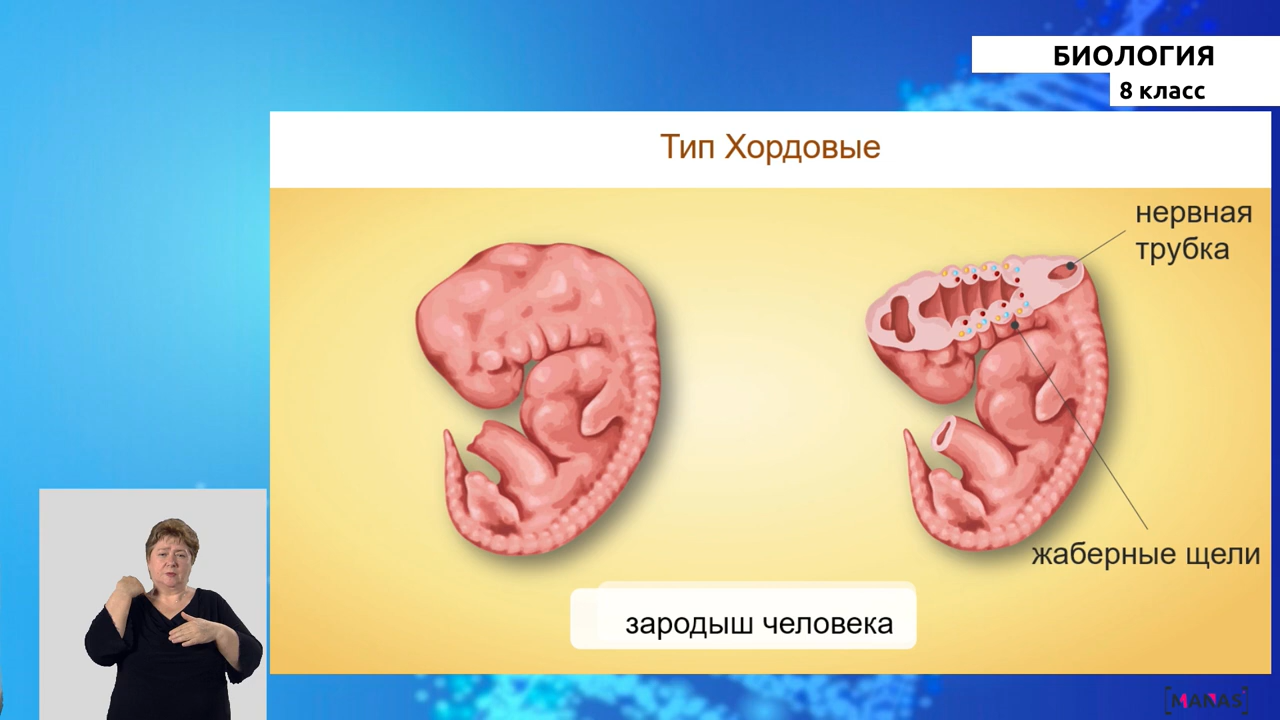 БИОЛОГИЯ
8 класс
Тип Хордовые
нервная
трубка
жаберные щели
зародыш человека
[MANAS]